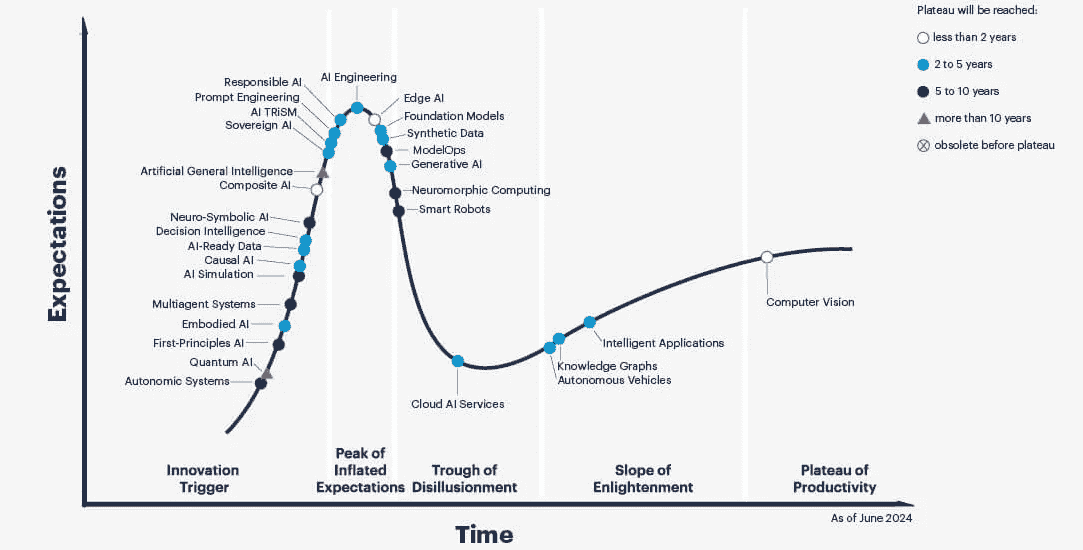 Plateau will be reached:
less than 2 years
2 to 5 years
5 to 10 years
more than 10 years
obsolete before plateau
Expectations
AI Engineering
Responsible AI
Prompt Engineering
AI TRiSM
Sovereign AI
Artificial General Intelligence
Composite AI
Neuro-Symbolic AI
Decision Intelligence
AI-Ready Data
Causal AI
AI Simulation
Multiagent Systems
Embodied AI
First-Principles AI
Quantum AI
Autonomic Systems
Edge AI
Foundation Models
Synthetic Data
ModelOps
Generative AI
Neuromorphic Computing
Smart Robots
Cloud AI Services
Intelligent Applications
Knowledge Graphs
Autonomous Vehicles
Computer Vision
Innovation
Trigger
Peak of
Inflated
Expectations
Trough of
Disillusionment
Slope of
Enlightenment
Plateau of
Productivity
As of June 2024
Time